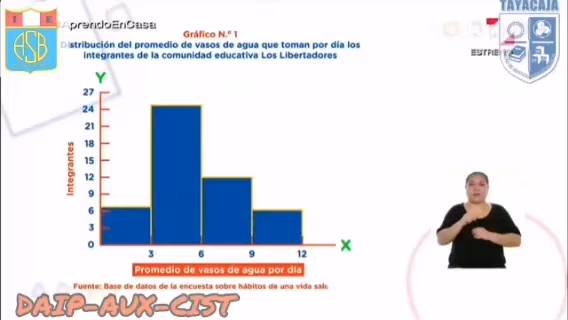 I E
ASB
#AprendoEnCasa
TAYACAJA
Gráfico N.° 1
Distribución del promedio de vasos de agua que toman por día los
integrantes de la comunidad educativa Los Libertadores
Y
27
24
21
18
15
12
9
6
3
0
Integrantes
3 6 9 12
X
Promedio de vasos de agua por día
Fuente: Base de datos de la encuesta sobre hábitos de una vida
DAIP-AUX-CIST